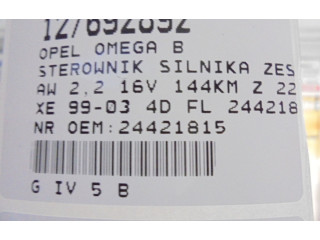 127692892
OPEL OMEGA B
STEROWNIK SILNIKA ZES
AW 2,2 16V 144KM Z 22
XE 99-03 4D FL 244218
NR OEM:24421815
G IV 5 B